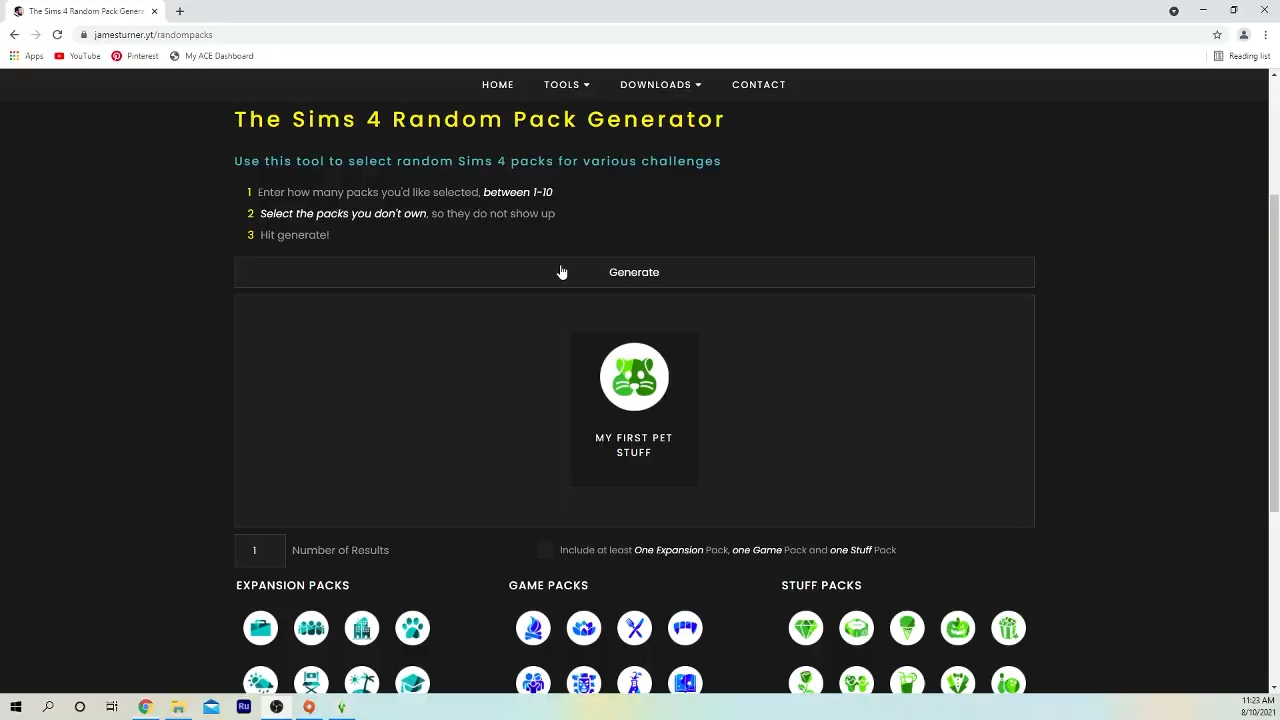 The Sims 4 Random Pack Genera
jamesturner.yt/randompacks
Apps YouTube Pinterest My ACE Dashboard Reading list
HOME TOOLS DOWNLOADS CONTACT
The Sims 4 Random Pack Generator
Use this tool to select random Sims 4 packs for various challenges
1 Enter how many packs you'd like selected, between 1-10
2 Select the packs you don't own, so they do not show up
3 Hit generate!
Generate
MY FIRST PET
STUFF
1 Number of Results Include at least One Expansion Pack, one Game Pack and one Stuff Pack
EXPANSION PACKS GAME PACKS STUFF PACKS
Ru
11:23 AM
8/10/2021